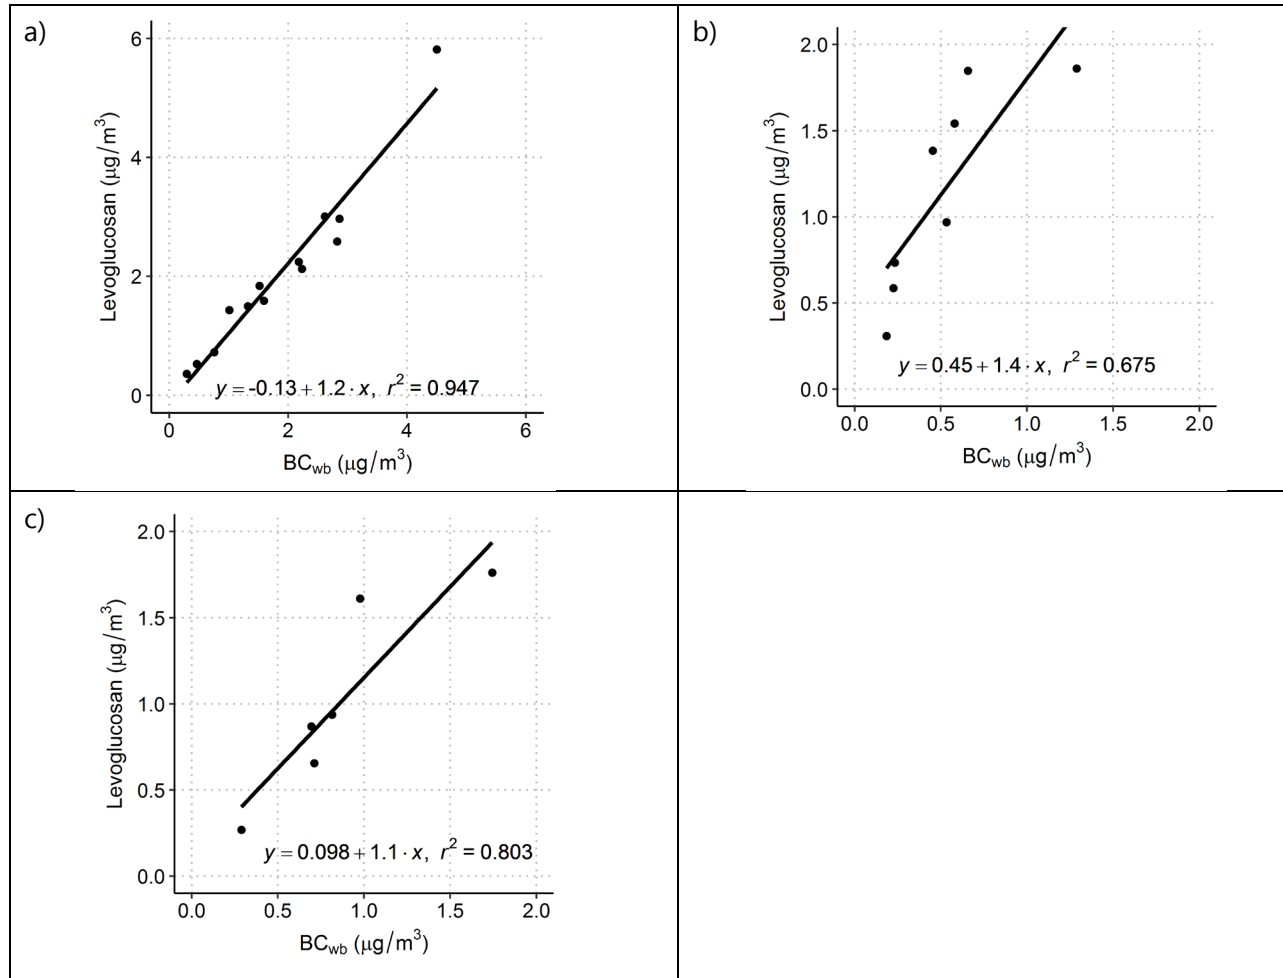 a)
6
4
2
0
Levoglucosan (μg/m³)
y = -0.13 + 1.2 · x, r² = 0.947
0 2 4 6
BCwb (μg/m³)
b)
2.0
1.5
1.0
0.5
0.0
Levoglucosan (μg/m³)
y = 0.45 + 1.4 · x, r² = 0.675
0.0 0.5 1.0 1.5 2.0
BCwb (μg/m³)
c)
2.0
1.5
1.0
0.5
0.0
Levoglucosan (μg/m³)
y = 0.098 + 1.1 · x, r² = 0.803
0.0 0.5 1.0 1.5 2.0
BCwb (μg/m³)